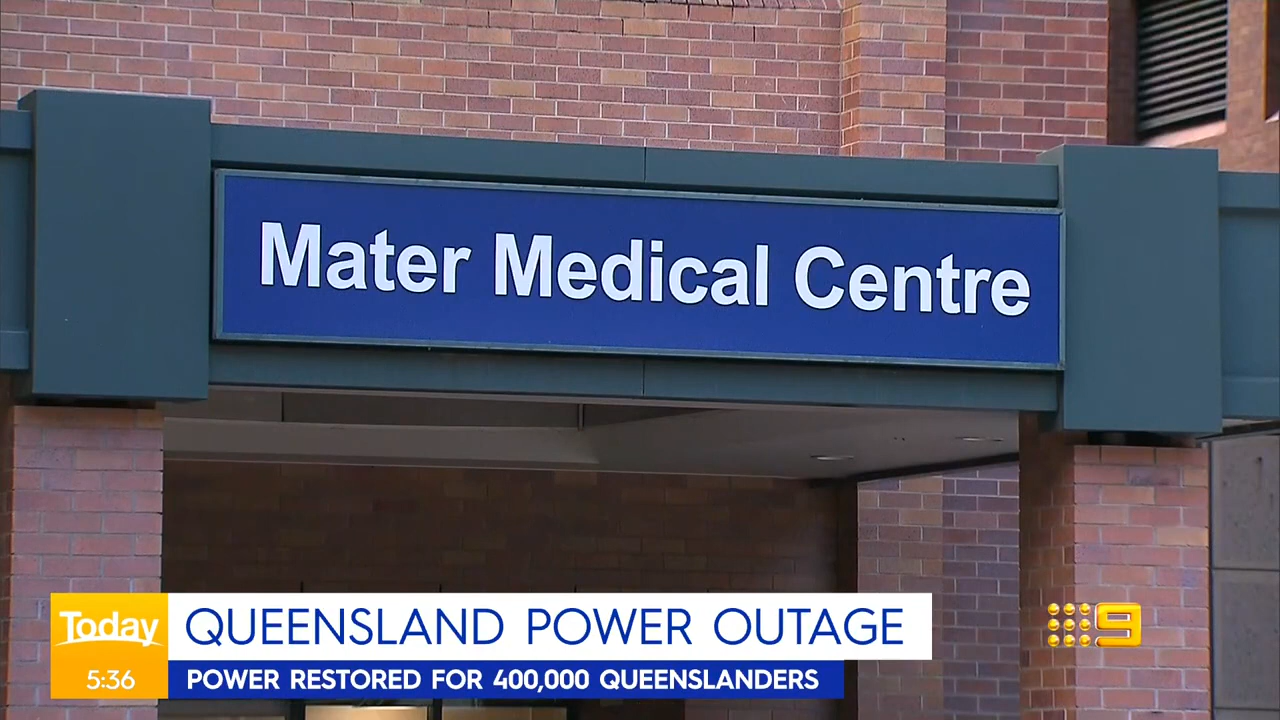 Mater Medical Centre
Today
QUEENSLAND POWER OUTAGE
5:36
POWER RESTORED FOR 400,000 QUEENSLANDERS
9